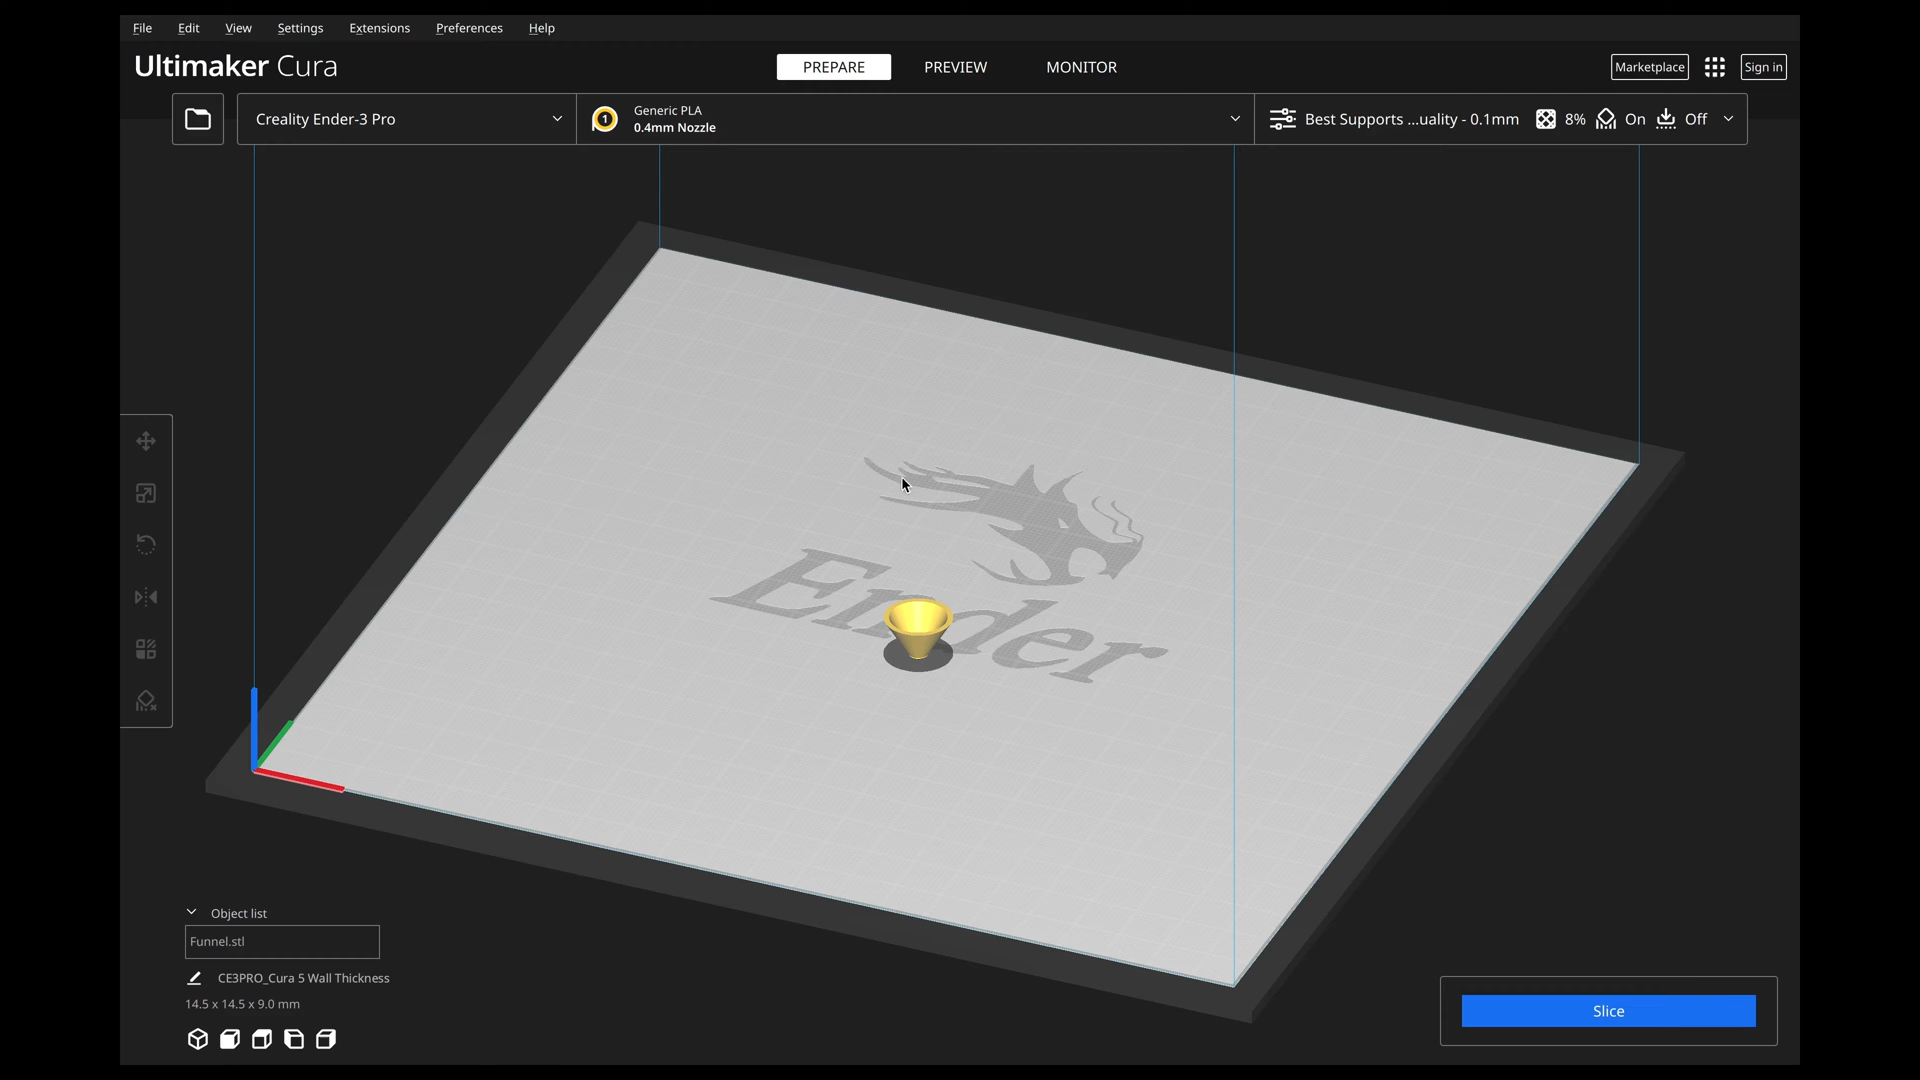 File Edit View Settings Extensions Preferences Help
Ultimaker Cura
PREPARE PREVIEW MONITOR
Marketplace
Sign in
Creality Ender-3 Pro
1
Generic PLA
0.4mm Nozzle
Best Supports ...uality - 0.1mm 8% On Off
Ender
Object list
Funnel.stl
CE3PRO_Cura 5 Wall Thickness
14.5 x 14.5 x 9.0 mm
Slice